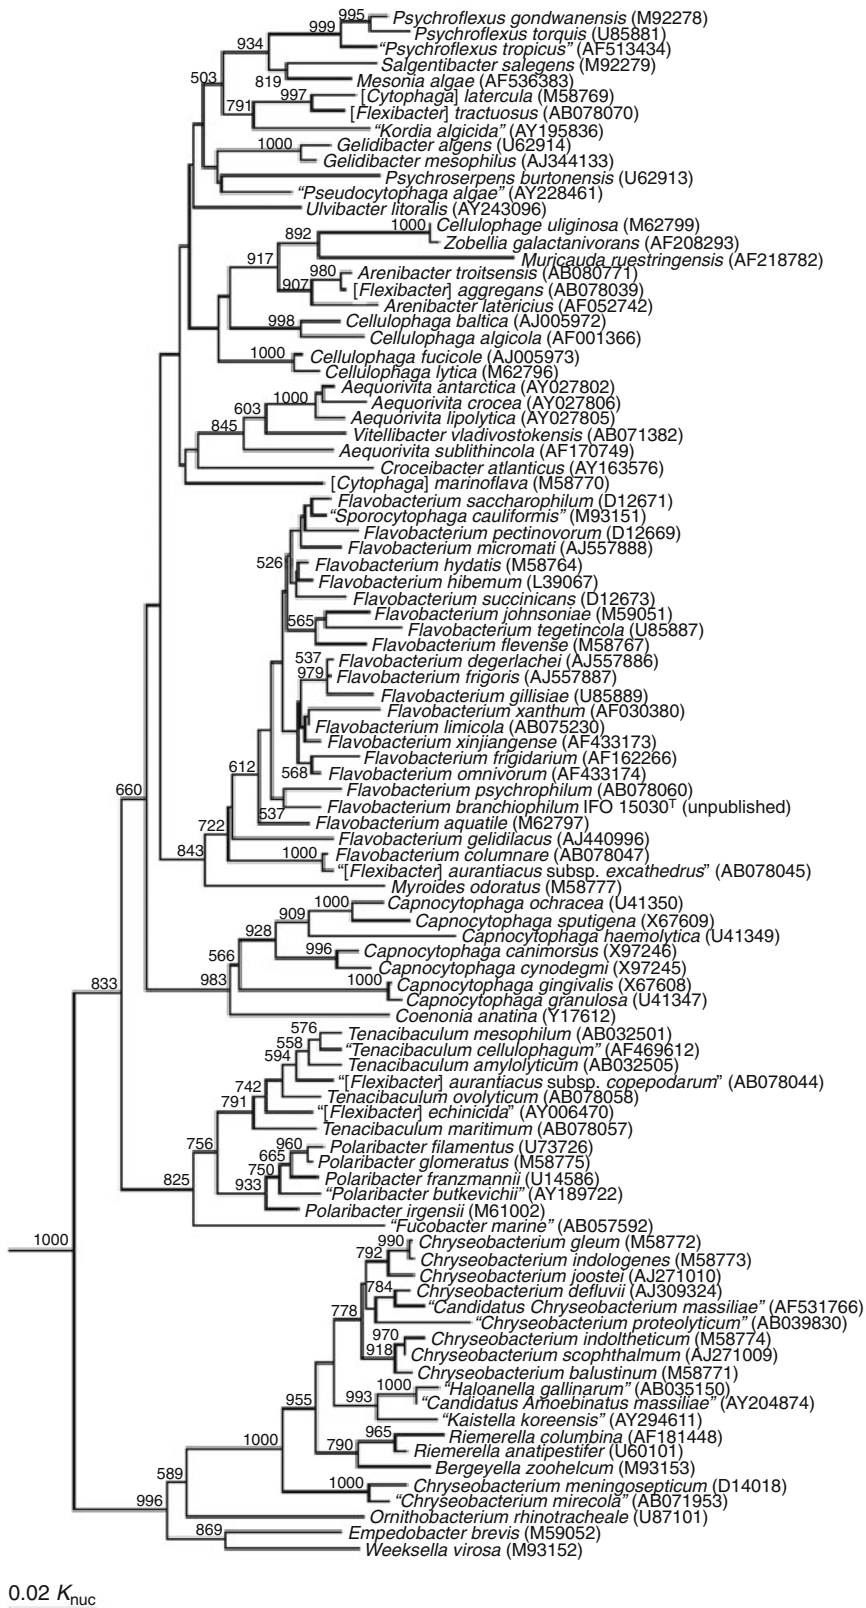 995 Psychroflexus gondwanensis (M92278)
999 Psychroflexus torquis (U85881)
934 “Psychroflexus tropicus” (AF513434)
Salgentibacter salegens (M92279)
503 819 Mesonia algae (AF536383)
997 [Cytophaga] latercula (M58769)
791 [Flexibacter] tractuosus (AB078070)
“Kordia algicida” (AY195836)
1000 Gelidibacter algens (U62914)
Gelidibacter mesophilus (AJ344133)
Psychroserpens burtonensis (U62913)
“Pseudocytophaga algae” (AY228461)
Ulvibacter litoralis (AY243096)
1000 Cellulophage uliginosa (M62799)
892 Zobellia galactanivorans (AF208293)
917 Muricauda ruestringensis (AF218782)
980 Arenibacter troitsensis (AB080771)
907 [Flexibacter] aggregans (AB078039)
Arenibacter latericius (AF052742)
998 Cellulophaga baltica (AJ005972)
Cellulophaga algicola (AF001366)
1000 Cellulophaga fucicole (AJ005973)
Cellulophaga lytica (M62796)
Aequorivita antarctica (AY027802)
1000 Aequorivita crocea (AY027806)
603 Aequorivita lipolytica (AY027805)
845 Vitellibacter vladivostokensis (AB071382)
Aequorivita sublithincola (AF170749)
Croceibacter atlanticus (AY163576)
[Cytophaga] marinoflava (M58770)
Flavobacterium saccharophilum (D12671)
“Sporocytophaga cauliformis” (M93151)
Flavobacterium pectinovorum (D12669)
Flavobacterium micromati (AJ557888)
526 Flavobacterium hydatis (M58764)
Flavobacterium hibemum (L39067)
Flavobacterium succinicans (D12673)
Flavobacterium johnsoniae (M59051)
565 Flavobacterium tegetincola (U85887)
Flavobacterium flevense (M58767)
537 Flavobacterium degerlachei (AJ557886)
979 Flavobacterium frigoris (AJ557887)
Flavobacterium gillisiae (U85889)
Flavobacterium xanthum (AF030380)
Flavobacterium limicola (AB075230)
Flavobacterium xinjiangense (AF433173)
Flavobacterium frigidarium (AF162266)
612 568 Flavobacterium omnivorum (AF433174)
660 Flavobacterium psychrophilum (AB078060)
537 Flavobacterium branchiophilum IFO 15030ᵀ (unpublished)
722 Flavobacterium aquatile (M62797)
Flavobacterium gelidilacus (AJ440996)
843 1000 Flavobacterium columnare (AB078047)
“[Flexibacter] aurantiacus subsp. excathedrus” (AB078045)
Myroides odoratus (M58777)
1000 Capnocytophaga ochracea (U41350)
909 Capnocytophaga sputigena (X67609)
928 Capnocytophaga haemolytica (U41349)
566 996 Capnocytophaga canimorsus (X97246)
Capnocytophaga cynodegmi (X97245)
833 983 1000 Capnocytophaga gingivalis (X67608)
Capnocytophaga granulosa (U41347)
Coenonia anatina (Y17612)
576 Tenacibaculum mesophilum (AB032501)
558 “Tenacibaculum cellulophagum” (AF469612)
594 Tenacibaculum amylolyticum (AB032505)
742 “[Flexibacter] aurantiacus subsp. copepodarum” (AB078044)
791 Tenacibaculum ovolyticum (AB078058)
“[Flexibacter] echinicida” (AY006470)
Tenacibaculum maritimum (AB078057)
756 960 Polaribacter filamentus (U73726)
665 Polaribacter glomeratus (M58775)
825 750 Polaribacter franzmannii (U14586)
933 “Polaribacter butkevichii” (AY189722)
Polaribacter irgensii (M61002)
“Fucobacter marine” (AB057592)
1000 990 Chryseobacterium gleum (M58772)
792 Chryseobacterium indologenes (M58773)
Chryseobacterium joostei (AJ271010)
784 Chryseobacterium defluvii (AJ309324)
778 “Candidatus Chryseobacterium massiliae” (AF531766)
“Chryseobacterium proteolyticum” (AB039830)
970 Chryseobacterium indoltheticum (M58774)
918 Chryseobacterium scophthalmum (AJ271009)
Chryseobacterium balustinum (M58771)
1000 “Haloanella gallinarum” (AB035150)
955 993 “Candidatus Amoebinatus massiliae” (AY204874)
“Kaistella koreensis” (AY294611)
965 Riemerella columbina (AF181448)
1000 790 Riemerella anatipestifer (U60101)
Bergeyella zoohelcum (M93153)
589 1000 Chryseobacterium meningosepticum (D14018)
996 “Chryseobacterium mirecola” (AB071953)
Ornithobacterium rhinotracheale (U87101)
869 Empedobacter brevis (M59052)
Weeksella virosa (M93152)
0.02 Knuc